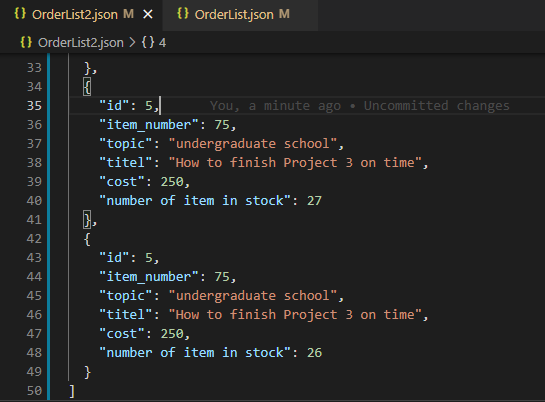 {} OrderList2.json M X {} OrderList.json M
{} OrderList2.json > {} 4
33 },
34 {
35 "id": 5, You, a minute ago • Uncommitted changes
36 "item_number": 75,
37 "topic": "undergraduate school",
38 "titel": "How to finish Project 3 on time",
39 "cost": 250,
40 "number of item in stock": 27
41 },
42 {
43 "id": 5,
44 "item_number": 75,
45 "topic": "undergraduate school",
46 "titel": "How to finish Project 3 on time",
47 "cost": 250,
48 "number of item in stock": 26
49 }
50 ]